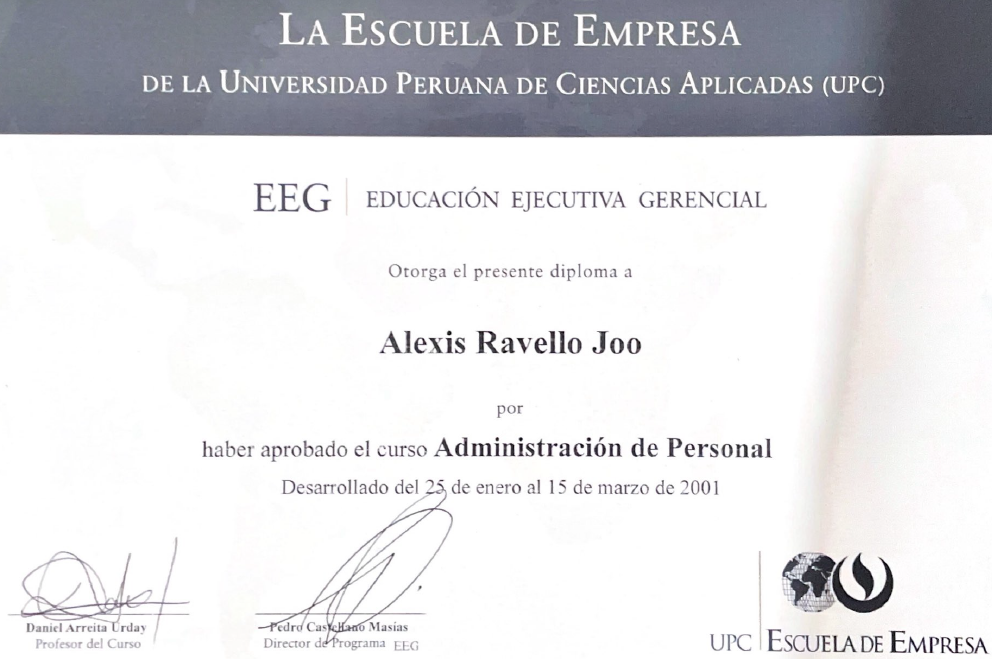 LA ESCUELA DE EMPRESA
DE LA UNIVERSIDAD PERUANA DE CIENCIAS APLICADAS (UPC)
EEG | EDUCACIÓN EJECUTIVA GERENCIAL
Otorga el presente diploma a
Alexis Ravello Joo
por
haber aprobado el curso Administración de Personal
Desarrollado del 25 de enero al 15 de marzo de 2001
Daniel Arreita Urday
Profesor del Curso
Pedro Castellano Masías
Director de Programa EEG
UPC | ESCUELA DE EMPRESA